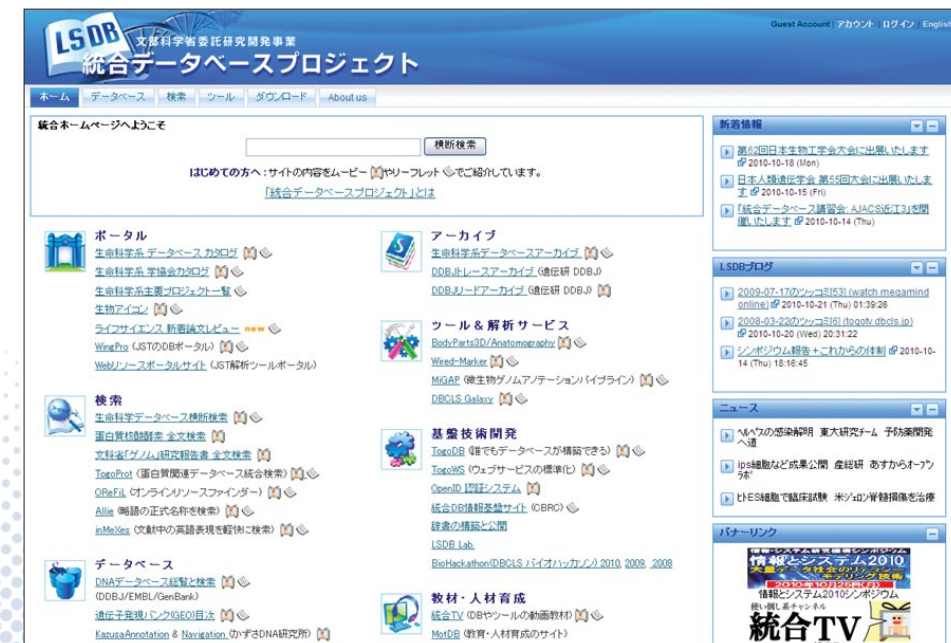 Guest Account | アカウント | ログイン | English
LSDB
文部科学省委託研究開発事業
統合データベースプロジェクト
ホーム データベース 検索 ツール ダウンロード About us
統合ホームページへようこそ
横断検索
はじめての方へ：サイトの内容をムービーやリーフレットでご紹介しています。
「統合データベースプロジェクト」とは
ポータル
生命科学系 データベース カタログ
生命科学系 学協会カタログ
生命科学系主要プロジェクト一覧
生物アイコン
ライフサイエンス 新着論文レビュー new
WingPro (JSTのDBポータル)
Webリソースポータルサイト (JST解析ツールポータル)
検索
生命科学データベース横断検索
蛋白質核酸酵素 全文検索
文科省「ゲノム」研究報告書 全文検索
TogoProt (蛋白質関連データベース統合検索)
OReFiL (オンラインリソースファインダー)
Allie (略語の正式名称を検索)
inMeXes (文献中の英語表現を軽快に検索)
データベース
DNAデータベース総覧と検索
(DDBJ/EMBL/GenBank)
遺伝子発現バンク(GEO)目次
KazusaAnnotation & Navigation (かずさDNA研究所)
アーカイブ
生命科学系データベースアーカイブ
DDBJトレースアーカイブ (遺伝研 DDBJ)
DDBJリードアーカイブ (遺伝研 DDBJ)
ツール & 解析サービス
BodyParts3D/Anatomography
Wired-Marker
MiGAP (微生物ゲノムアノテーションパイプライン)
DBCLS Galaxy
基盤技術開発
TogoDB (誰でもデータベースが構築できる)
TogoWS (ウェブサービスの標準化)
OpenID 認証システム
統合DB情報基盤サイト (CBRC)
辞書の構築と公開
LSDB Lab.
BioHackathon(DBCLS バイオハッカソン) 2010, 2009, 2008
教材・人材育成
統合TV (DBやツールの動画教材)
MotDB (教育・人材育成のサイト)
新着情報
第62回日本生物工学会大会に出展いたします
2010-10-18 (Mon)
日本人類遺伝学会 第55回大会に出展いたしま
す 2010-10-15 (Fri)
「統合データベース講習会: AJACS近江3」を開
催いたします 2010-10-14 (Thu)
LSDBブログ
2009-07-17のツッコミ[53] (watch megamind
online) 2010-10-21 (Thu) 01:39:26
2008-03-22のツッコミ[6] (togotv.dbcls.jp)
2010-10-20 (Wed) 20:31:22
シンポジウム報告+これからの体制 2010-10-
14 (Thu) 18:16:45
ニュース
ヘルペスの感染解明 東大研究チーム 予防薬開発
へ道
ips細胞など成果公開 産総研 あすからオープン
ラボ
ヒトES細胞で臨床試験 米ジェロン脊髄損傷を治療
バナーリンク
情報とシステム2010
大量データ社会のリテラシー
モデリング技術
2010年10月26日
情報とシステム2010シンポジウム
使い倒し系チャンネル
統合TV